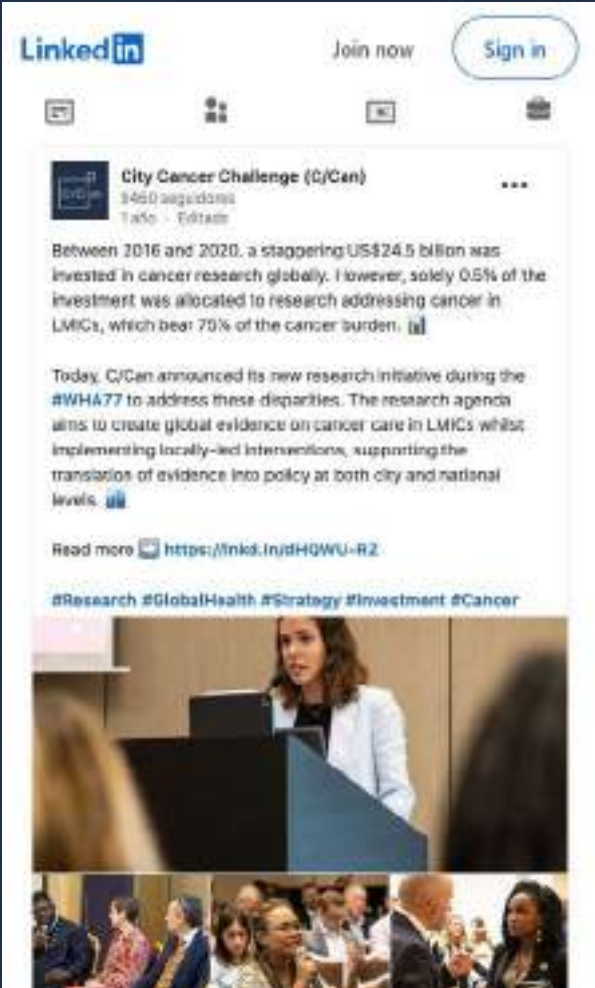 Linked in
Join now
Sign in
City Cancer Challenge (C/Can)
9460 seguidores
1 año · Editado
Between 2016 and 2020, a staggering US$24.5 billion was
invested in cancer research globally. However, solely 0.5% of the
investment was allocated to research addressing cancer in
LMICs, which bear 75% of the cancer burden.
Today, C/Can announced its new research initiative during the
#WHA77 to address these disparities. The research agenda
aims to create global evidence on cancer care in LMICs whilst
implementing locally-led interventions, supporting the
translation of evidence into policy at both city and national
levels.
Read more https://lnkd.in/dHQWU-RZ
#Research #GlobalHealth #Strategy #Investment #Cancer